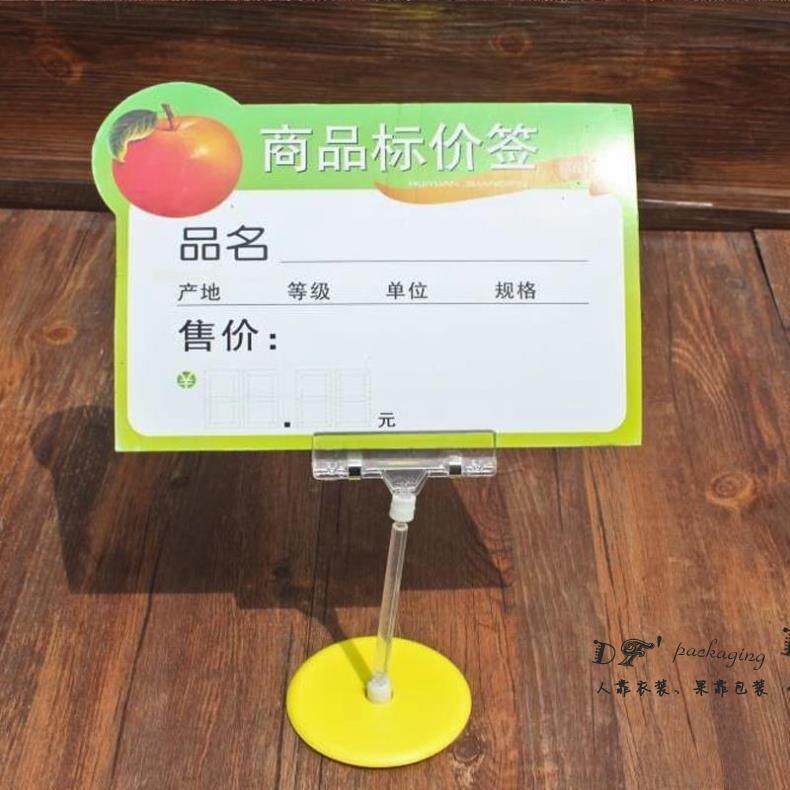 商品标价签
品名
产地 等级 单位 规格
售价：
¥ . 元
DF' packaging
人靠衣装、果靠包装